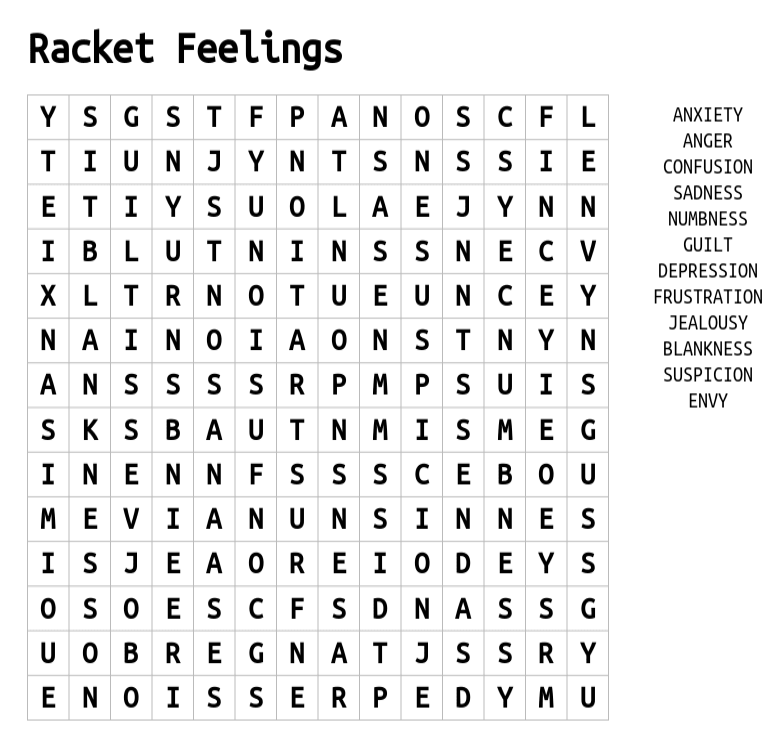 Racket Feelings
Y S G S T F P A N O S C F L
T I U N J Y N T S N S S I E
E T I Y S U O L A E J Y N N
I B L U T N I N S S N E C V
X L T R N O T U E U N C E Y
N A I N O I A O N S T N Y N
A N S S S S R P M P S U I S
S K S B A U T N M I S M E G
I N E N N F S S S C E B O U
M E V I A N U N S I N N E S
I S J E A O R E I O D E Y S
O S O E S C F S D N A S S G
U O B R E G N A T J S S R Y
E N O I S S E R P E D Y M U
ANXIETY
ANGER
CONFUSION
SADNESS
NUMBNESS
GUILT
DEPRESSION
FRUSTRATION
JEALOUSY
BLANKNESS
SUSPICION
ENVY